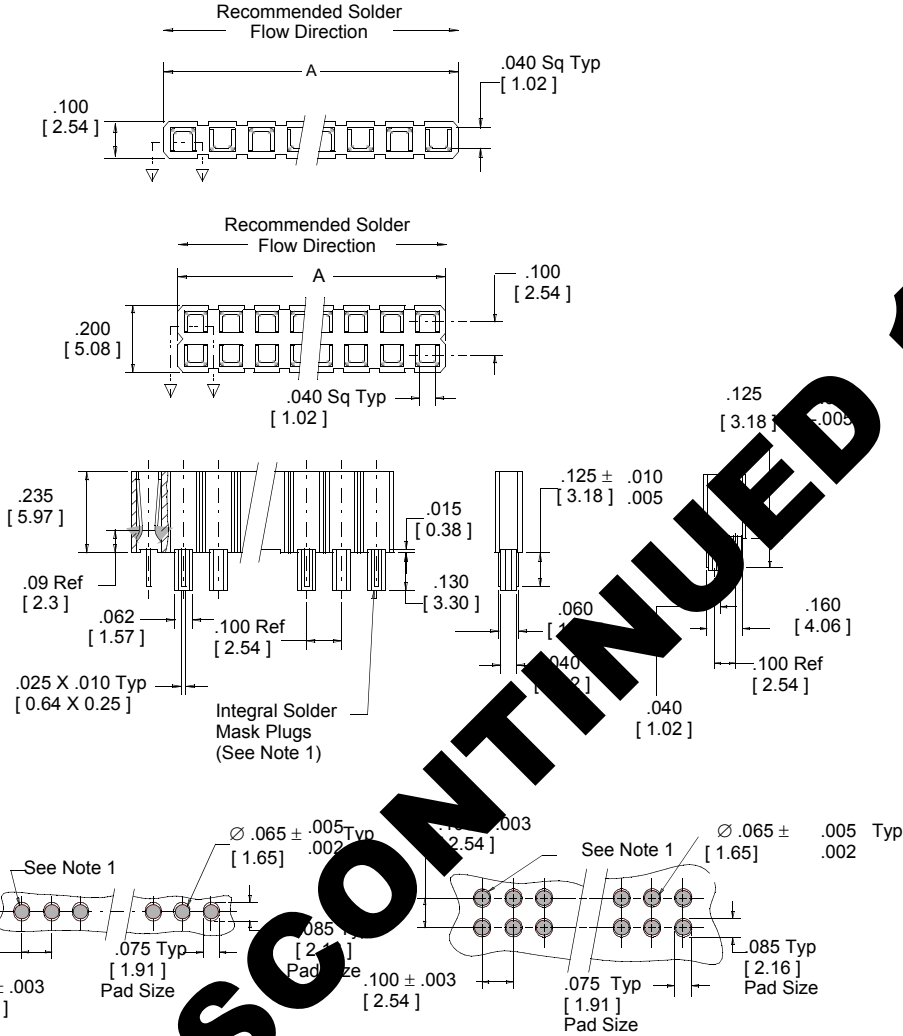 Recommended Solder
Flow Direction
A
.040 Sq Typ
[ 1.02 ]
.100
[ 2.54 ]
Recommended Solder
Flow Direction
A
.100
[ 2.54 ]
.200
[ 5.08 ]
.040 Sq Typ
[ 1.02 ]
.125
[ 3.18 ]
.005
.235
[ 5.97 ]
.015
[ 0.38 ]
.125 ± .010
[ 3.18 ] .005
.09 Ref
[ 2.3 ]
.130
[ 3.30 ]
.062
[ 1.57 ]
.100 Ref
[ 2.54 ]
.060
.160
[ 4.06 ]
.025 X .010 Typ
[ 0.64 X 0.25 ]
.100 Ref
[ 2.54 ]
.040
[ 1.02 ]
Integral Solder
Mask Plugs
(See Note 1)
SCONTINUED
∅ .065 ± .005 Typ
[ 1.65] .002
.003
2.54 ]
See Note 1
∅ .065 ± .005 Typ
[ 1.65] .002
See Note 1
.075 Typ
[ 1.91 ]
Pad Size
.085
Pad
± .003
]
.100 ± .003
[ 2.54 ]
.075 Typ
[ 1.91 ]
Pad Size
.085 Typ
[ 2.16 ]
Pad Size